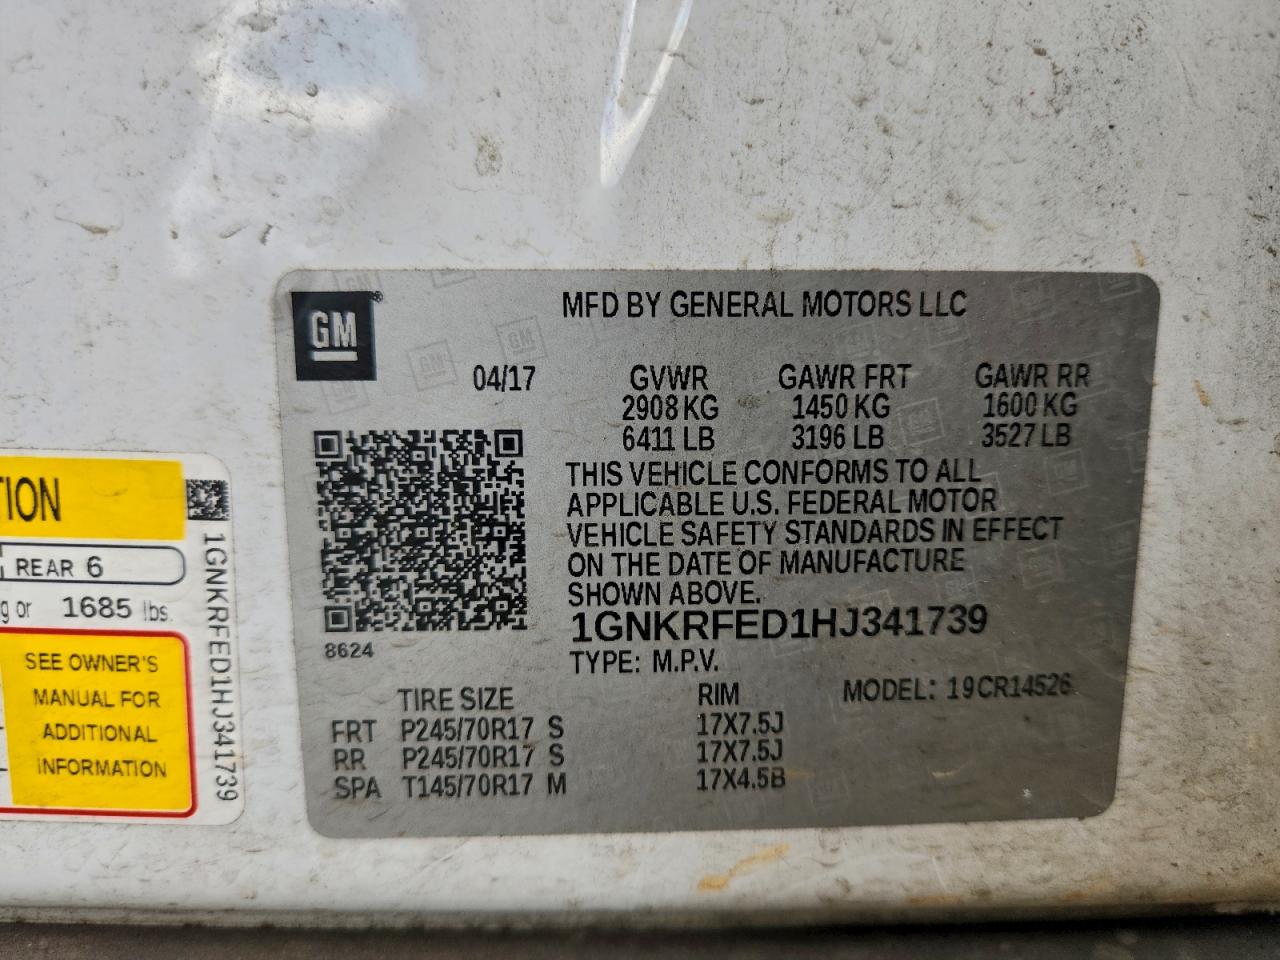 GM
MFD BY GENERAL MOTORS LLC
04/17
GVWR GAWR FRT GAWR RR
2908 KG 1450 KG 1600 KG
6411 LB 3196 LB 3527 LB
THIS VEHICLE CONFORMS TO ALL
APPLICABLE U.S. FEDERAL MOTOR
VEHICLE SAFETY STANDARDS IN EFFECT
ON THE DATE OF MANUFACTURE
SHOWN ABOVE.
1GNKRFED1HJ341739
8624
TYPE: M.P.V.
TIRE SIZE RIM MODEL: 19CR14526
FRT P245/70R17 S 17X7.5J
RR P245/70R17 S 17X7.5J
SPA T145/70R17 M 17X4.5B
TION
REAR 6
g or 1685 lbs.
SEE OWNER'S
MANUAL FOR
ADDITIONAL
INFORMATION
1GNKRFED1HJ341739